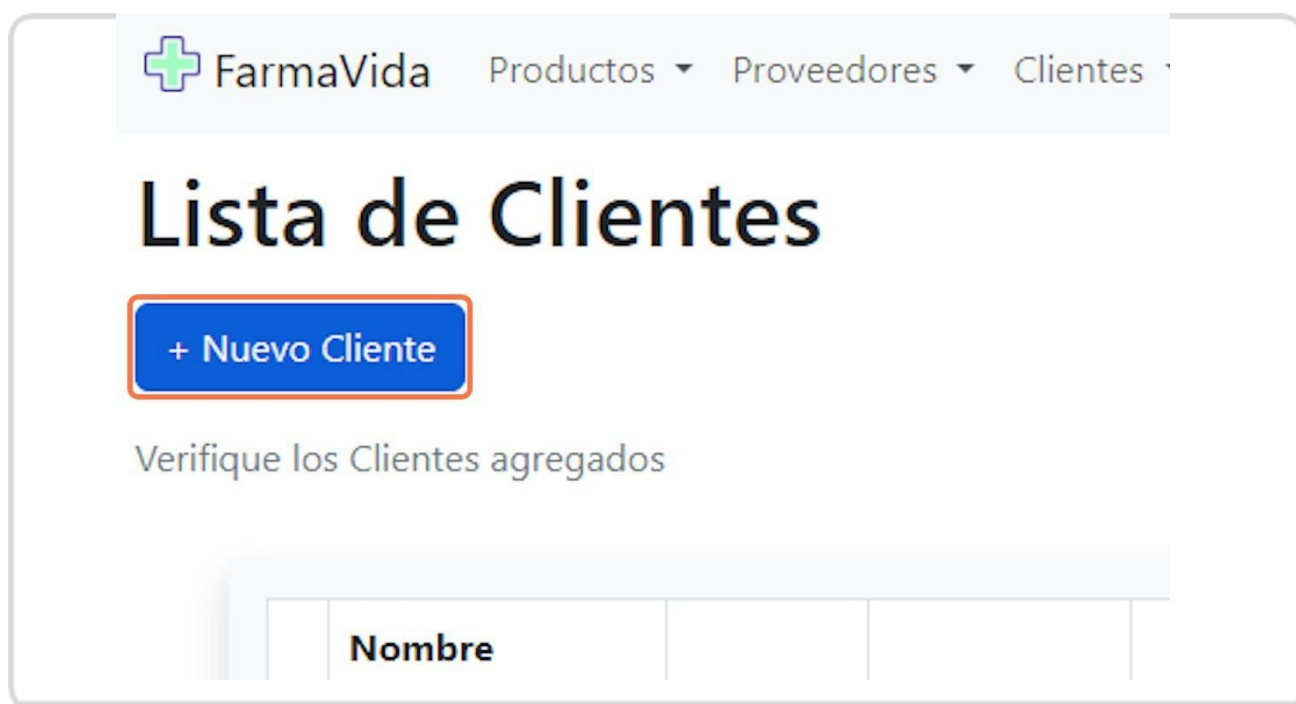 FarmaVida Productos Proveedores Clientes
Lista de Clientes
+ Nuevo Cliente
Verifique los Clientes agregados
Nombre